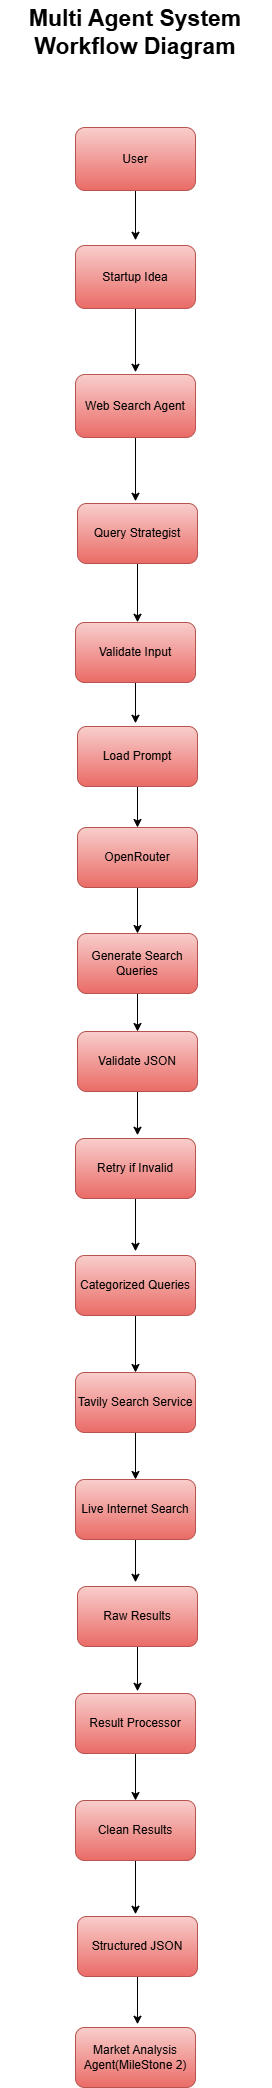 Multi Agent System
Workflow Diagram
User
Startup Idea
Web Search Agent
Query Strategist
Validate Input
Load Prompt
OpenRouter
Generate Search
Queries
Validate JSON
Retry if Invalid
Categorized Queries
Tavily Search Service
Live Internet Search
Raw Results
Result Processor
Clean Results
Structured JSON
Market Analysis
Agent(MileStone 2)